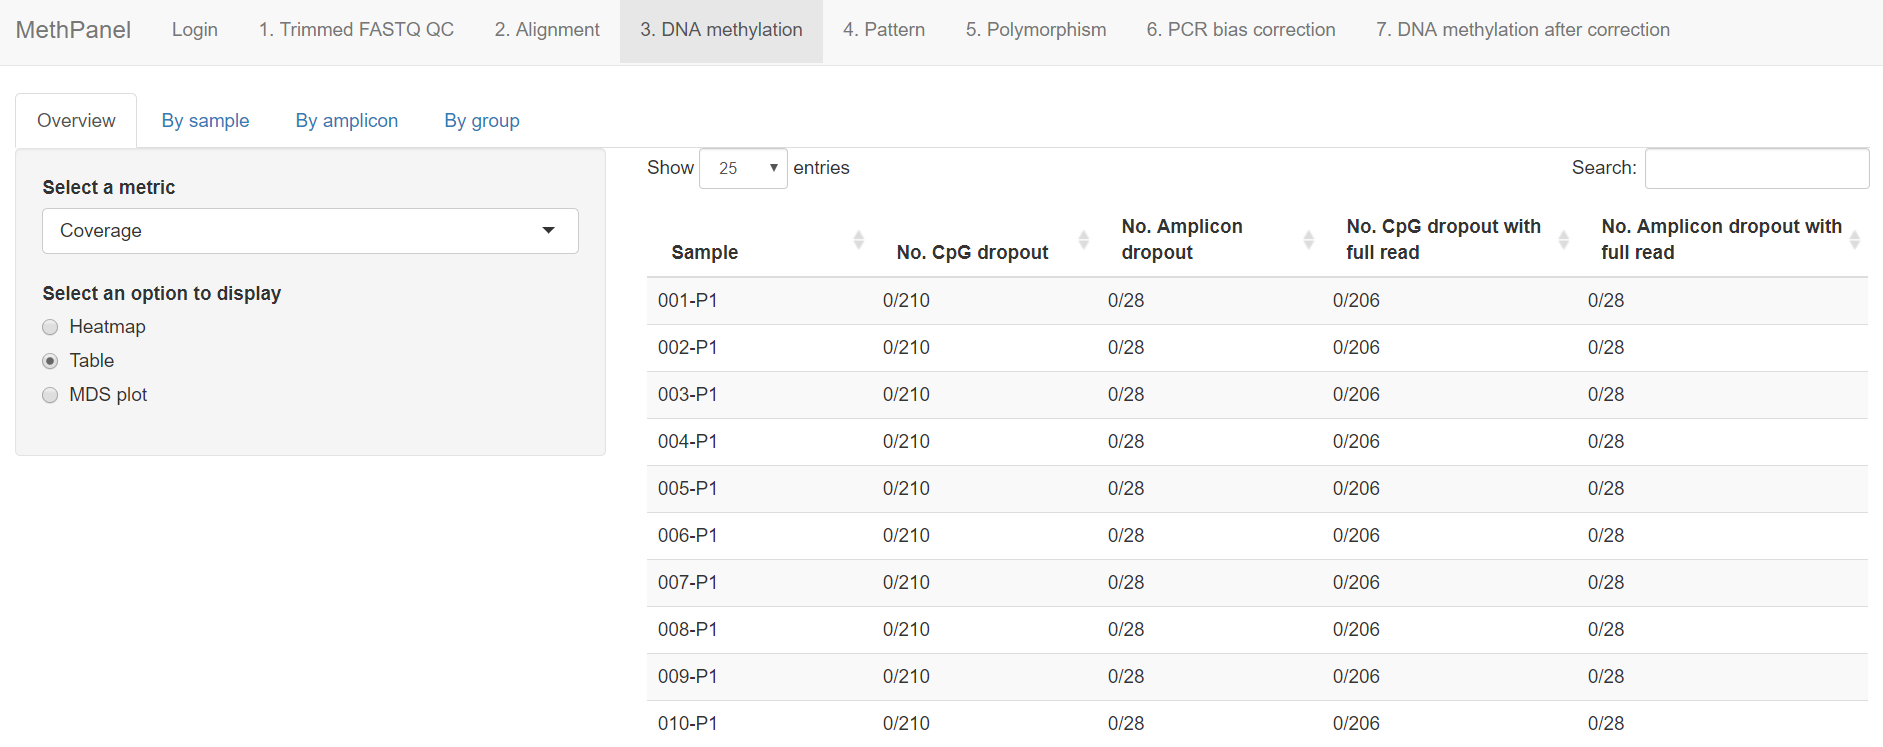 MethPanel Login 1. Trimmed FASTQ QC 2. Alignment 3. DNA methylation 4. Pattern 5. Polymorphism 6. PCR bias correction 7. DNA methylation after correction
Overview By sample By amplicon By group
Select a metric
Coverage
Select an option to display
Heatmap
Table
MDS plot
Show 25 entries Search:
Sample No. CpG dropout No. Amplicon dropout No. CpG dropout with full read No. Amplicon dropout with full read
001-P1 0/210 0/28 0/206 0/28
002-P1 0/210 0/28 0/206 0/28
003-P1 0/210 0/28 0/206 0/28
004-P1 0/210 0/28 0/206 0/28
005-P1 0/210 0/28 0/206 0/28
006-P1 0/210 0/28 0/206 0/28
007-P1 0/210 0/28 0/206 0/28
008-P1 0/210 0/28 0/206 0/28
009-P1 0/210 0/28 0/206 0/28
010-P1 0/210 0/28 0/206 0/28